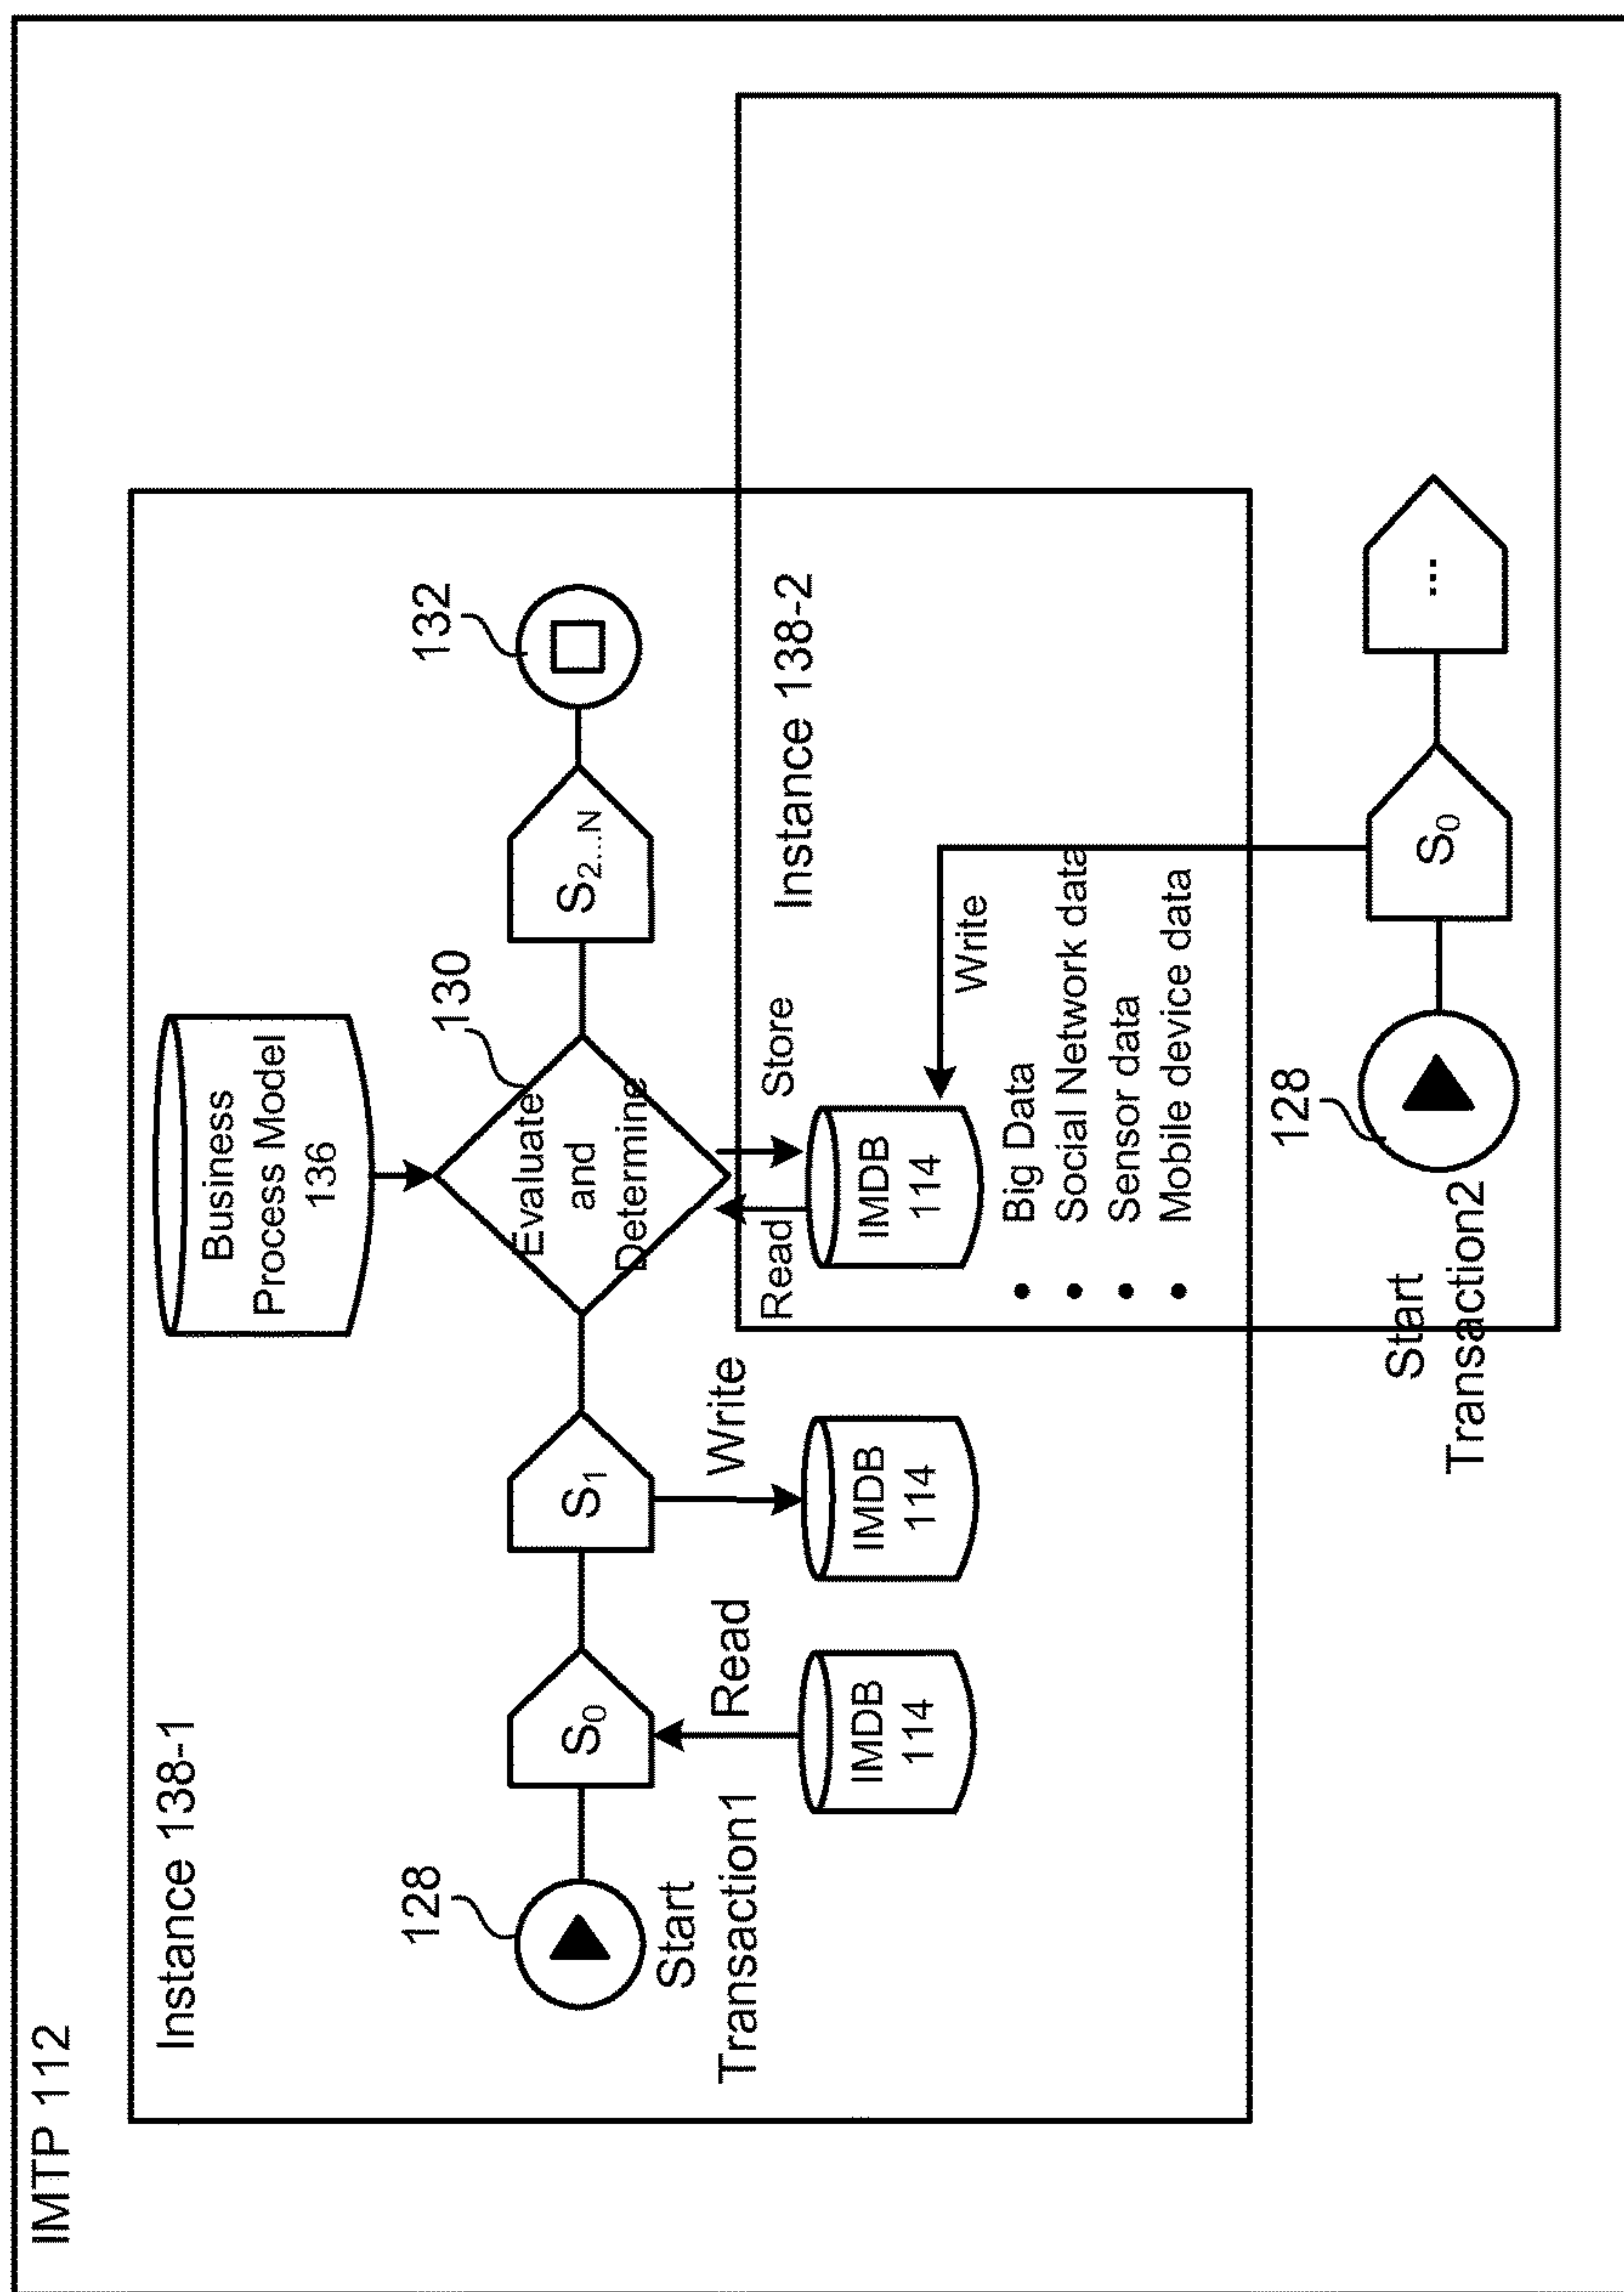 IMTP 112
Instance 138-1
Business
Process Model
136
128
130
132
S0
S1
Evaluate
and
Determine
S2...N
Start
Transaction1
Read
Write
Read
Store
Instance 138-2
IMDB
114
IMDB
114
IMDB
114
Write
• Big Data
• Social Network data
• Sensor data
• Mobile device data
128
Start
Transaction2
S0
...